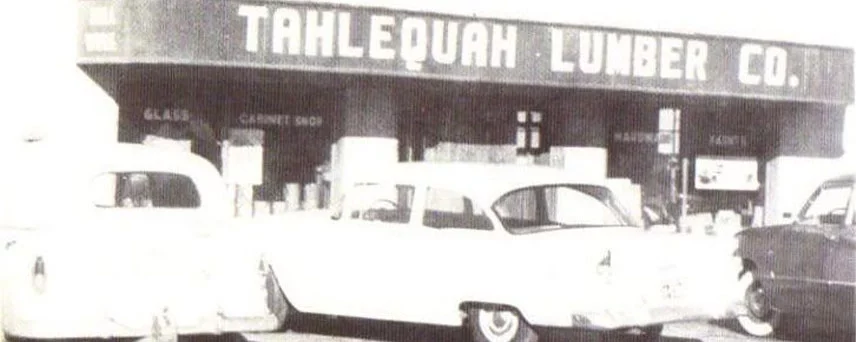 TAHLEQUAH LUMBER CO.
GLASS
CABINET SHOP
HARDWARE
PAINTS